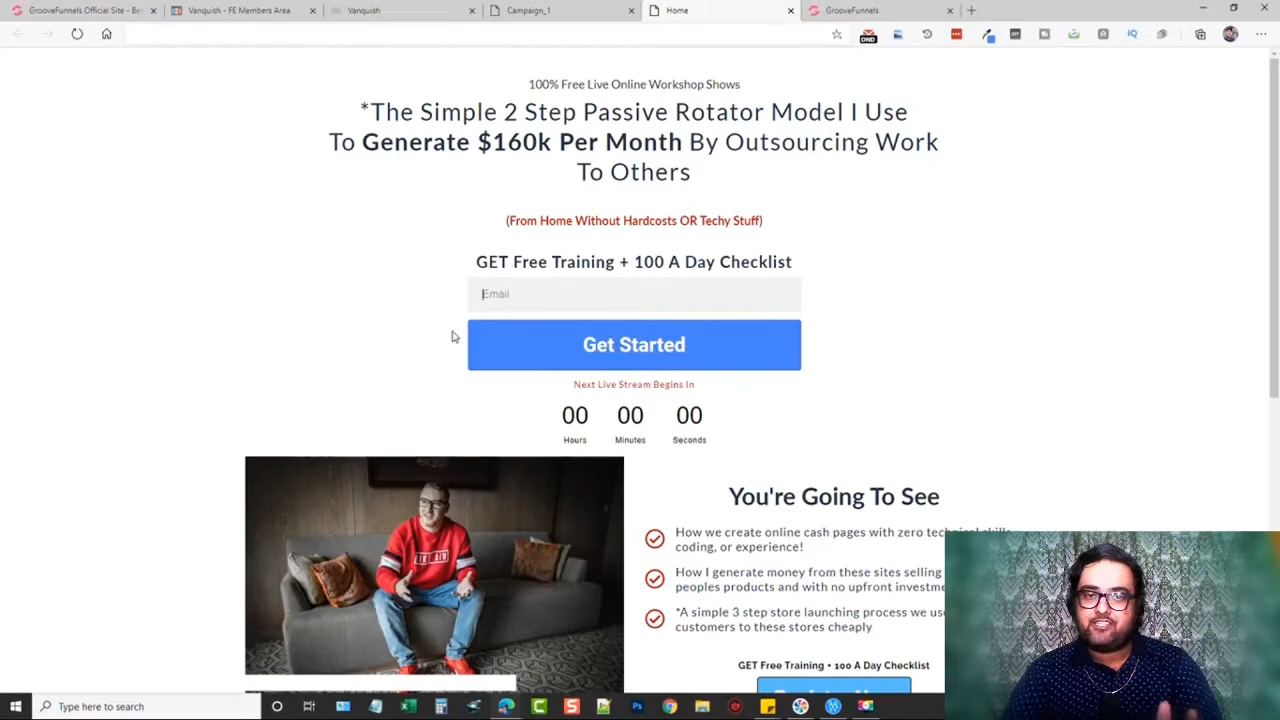 GrooveFunnels Official Site - Be
Vanquish - FE Members Area
Vanquish
Campaign_1
Home
GrooveFunnels
100% Free Live Online Workshop Shows
*The Simple 2 Step Passive Rotator Model I Use
To Generate $160k Per Month By Outsourcing Work
To Others
(From Home Without Hardcosts OR Techy Stuff)
GET Free Training + 100 A Day Checklist
Email
Get Started
Next Live Stream Begins In
00 00 00
Hours Minutes Seconds
You're Going To See
How we create online cash pages with zero technical skills
coding, or experience!
How I generate money from these sites selling
peoples products and with no upfront
*A simple 3 step store launching process we
customers to these stores cheaply
GET Free Training + 100 A Day Checklist
Type here to search